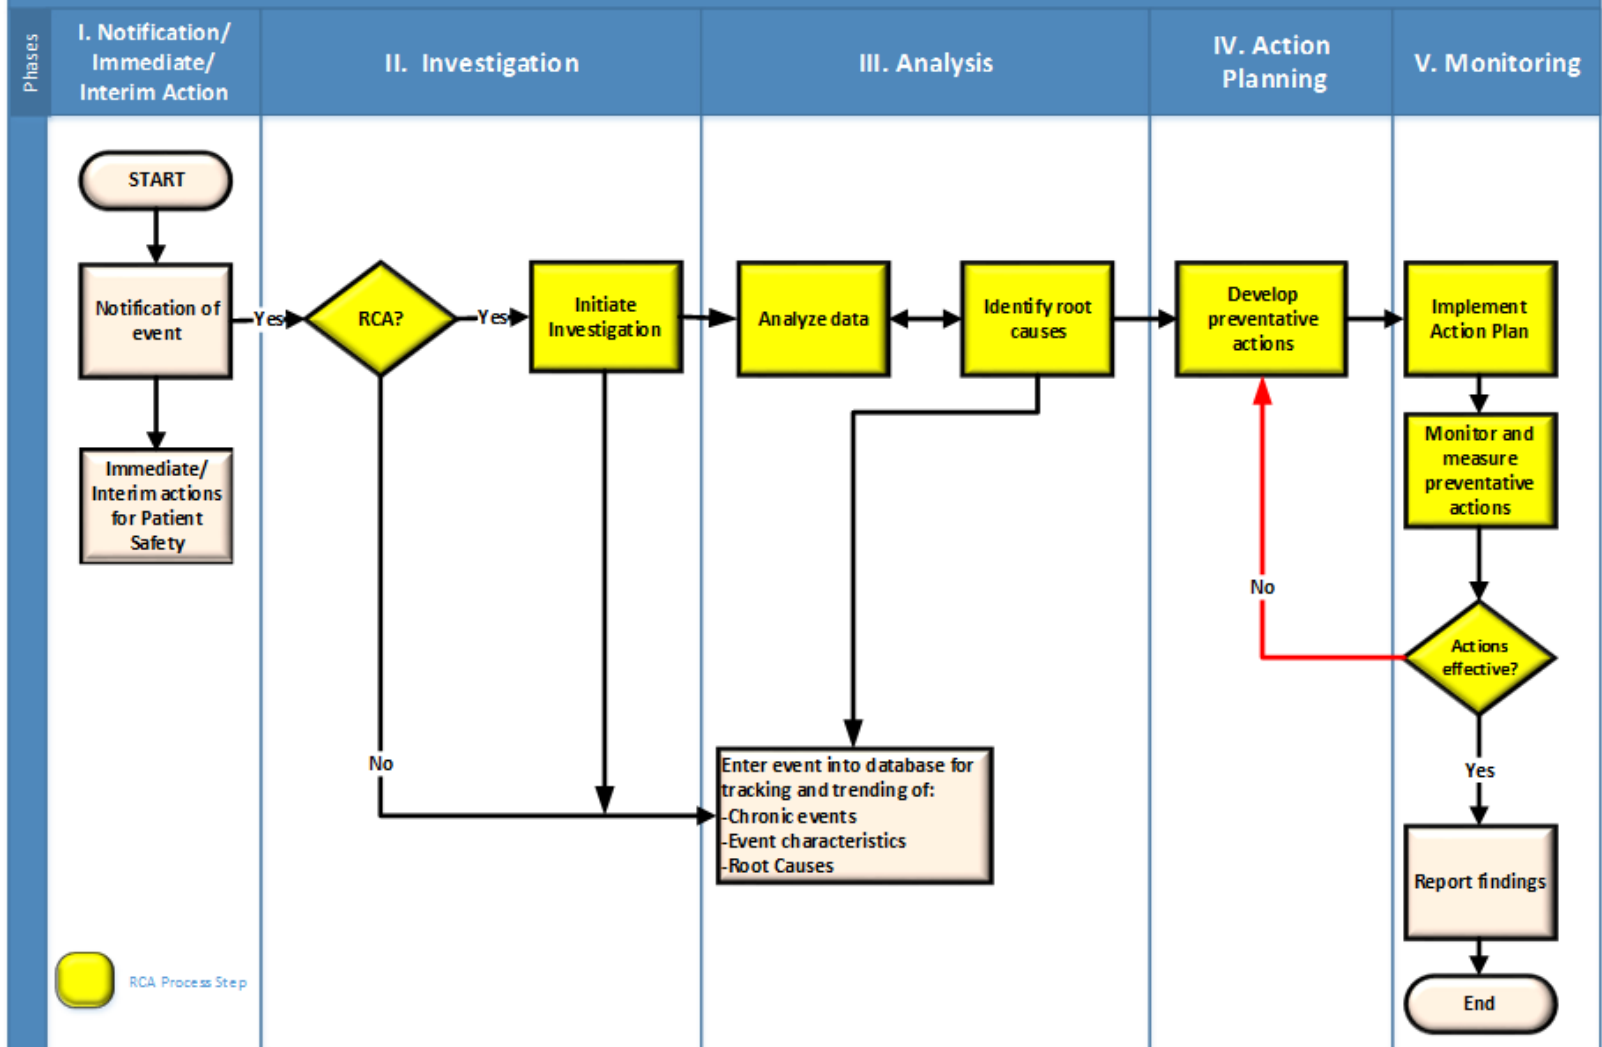 Phases
I. Notification/
Immediate/
Interim Action
II. Investigation
III. Analysis
IV. Action
Planning
V. Monitoring
START
Notification of
event
Yes
RCA?
Yes
Initiate
Investigation
Analyze data
Identify root
causes
Develop
preventative
actions
Implement
Action Plan
Immediate/
Interim actions
for Patient
Safety
Monitor and
measure
preventative
actions
No
Actions
effective?
No
Yes
Enter event into database for
tracking and trending of:
-Chronic events
-Event characteristics
-Root Causes
Report findings
End
RCA Process Step